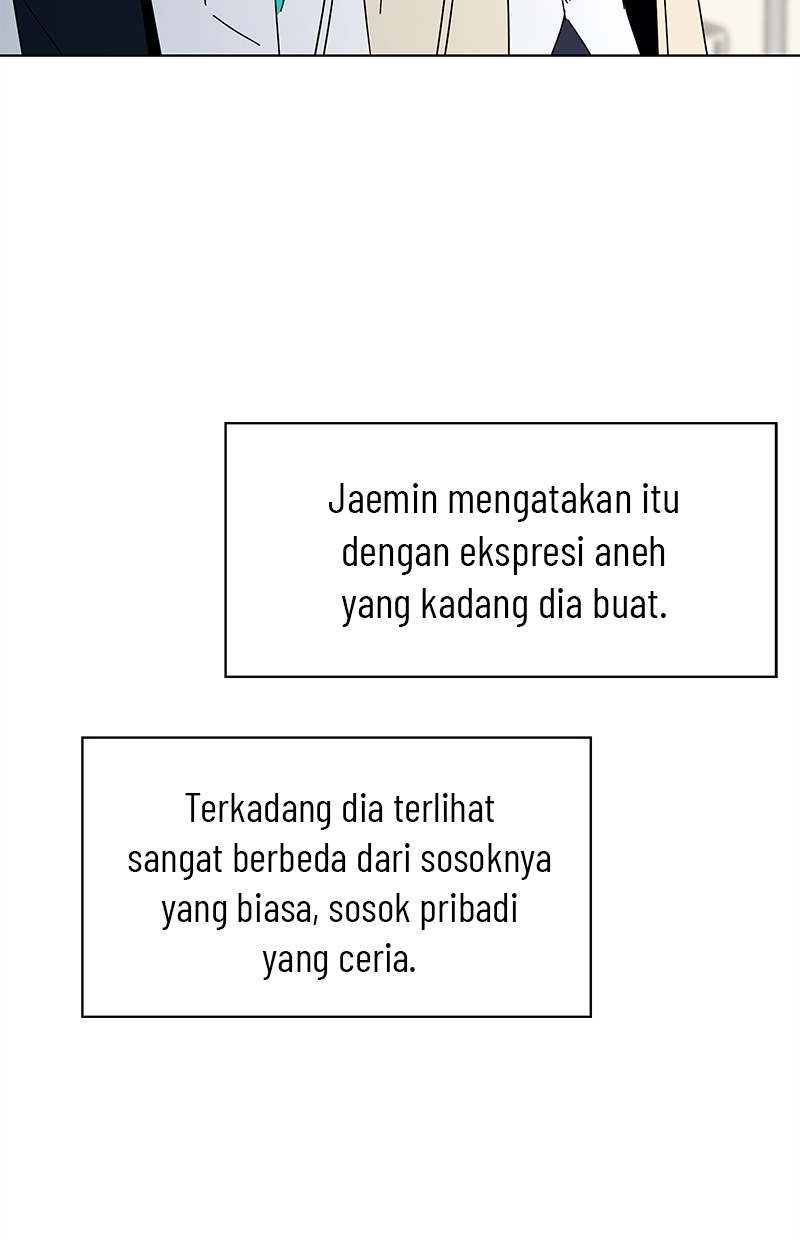 Jaemin mengatakan itu
dengan ekspresi aneh
yang kadang dia buat.
Terkadang dia terlihat
sangat berbeda dari sosoknya
yang biasa, sosok pribadi
yang ceria.